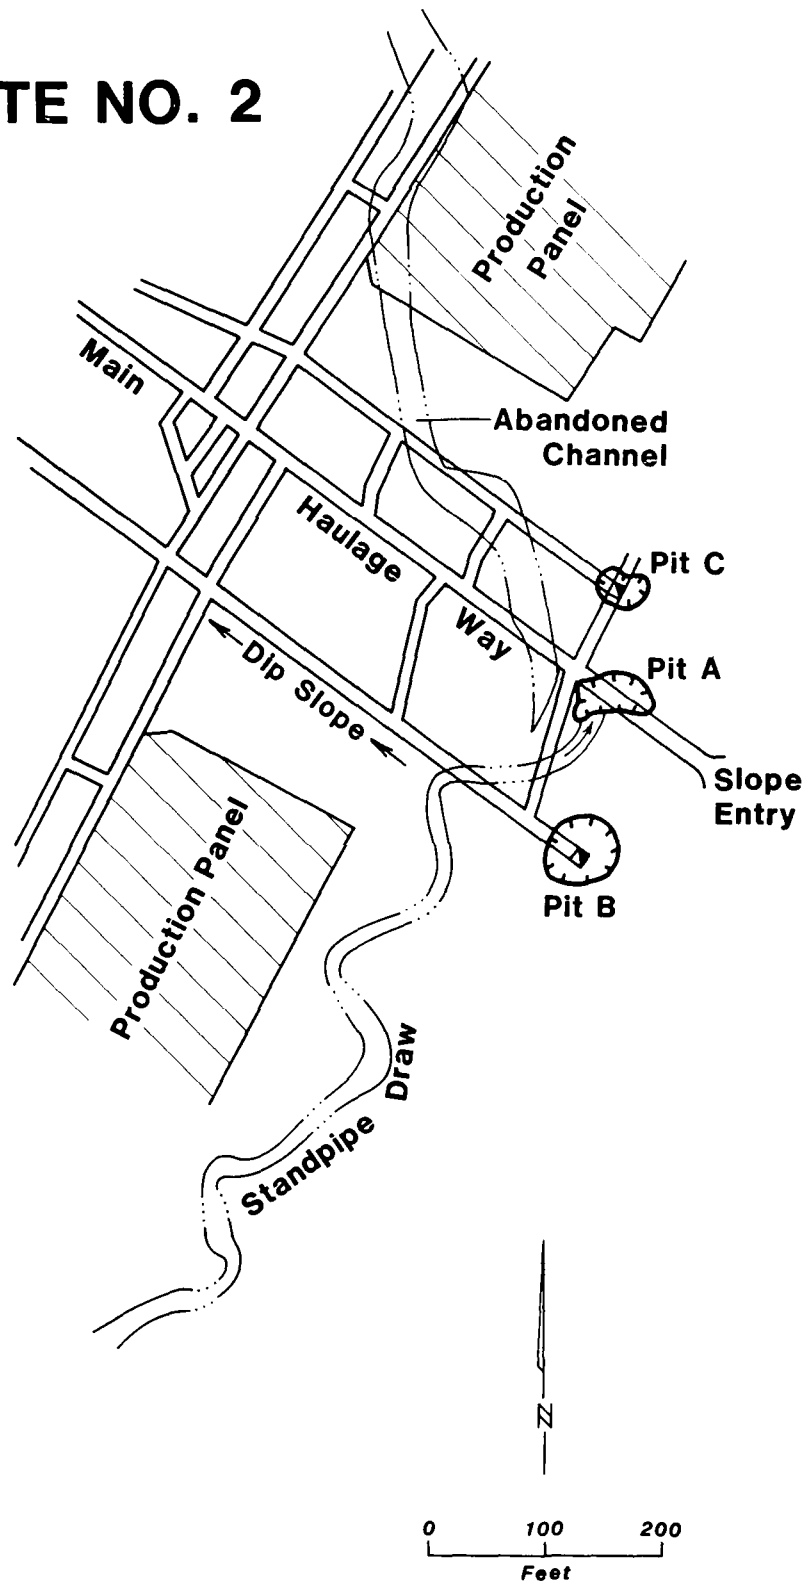 TE NO. 2
Production
Panel
Main
Abandoned
Channel
Haulage
Way
Pit C
Pit A
Dip Slope
Slope
Entry
Production Panel
Pit B
Standpipe Draw
N
0 100 200
Feet